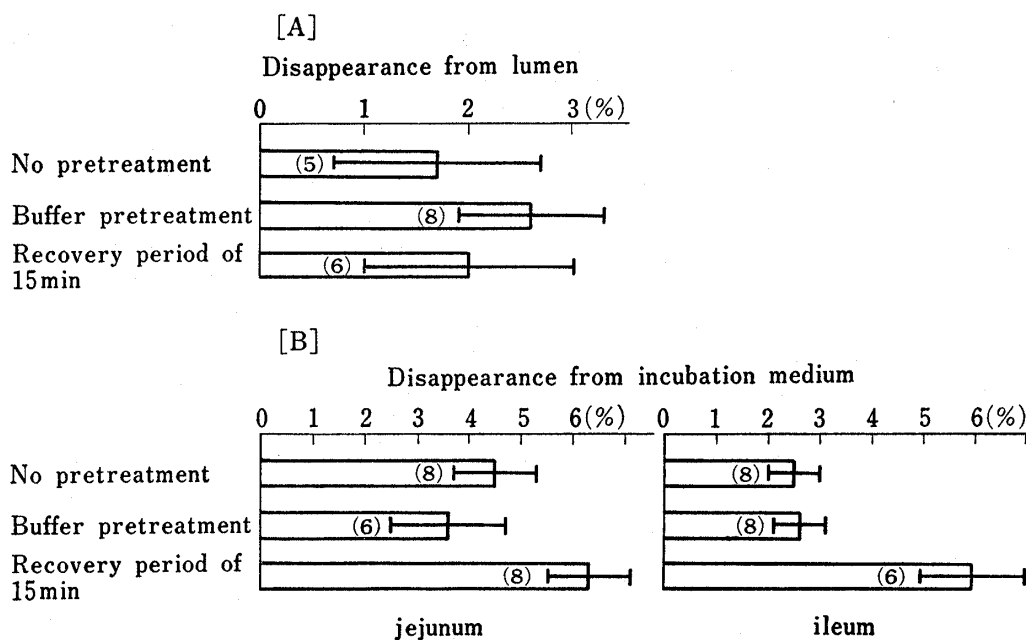 [A]
Disappearance from lumen
0 1 2 3(%)
No pretreatment (5)
Buffer pretreatment (8)
Recovery period of
15min (6)
[B]
Disappearance from incubation medium
0 1 2 3 4 5 6(%) 0 1 2 3 4 5 6(%)
No pretreatment (8) (8)
Buffer pretreatment (6) (8)
Recovery period of
15min (8) (6)
jejunum ileum